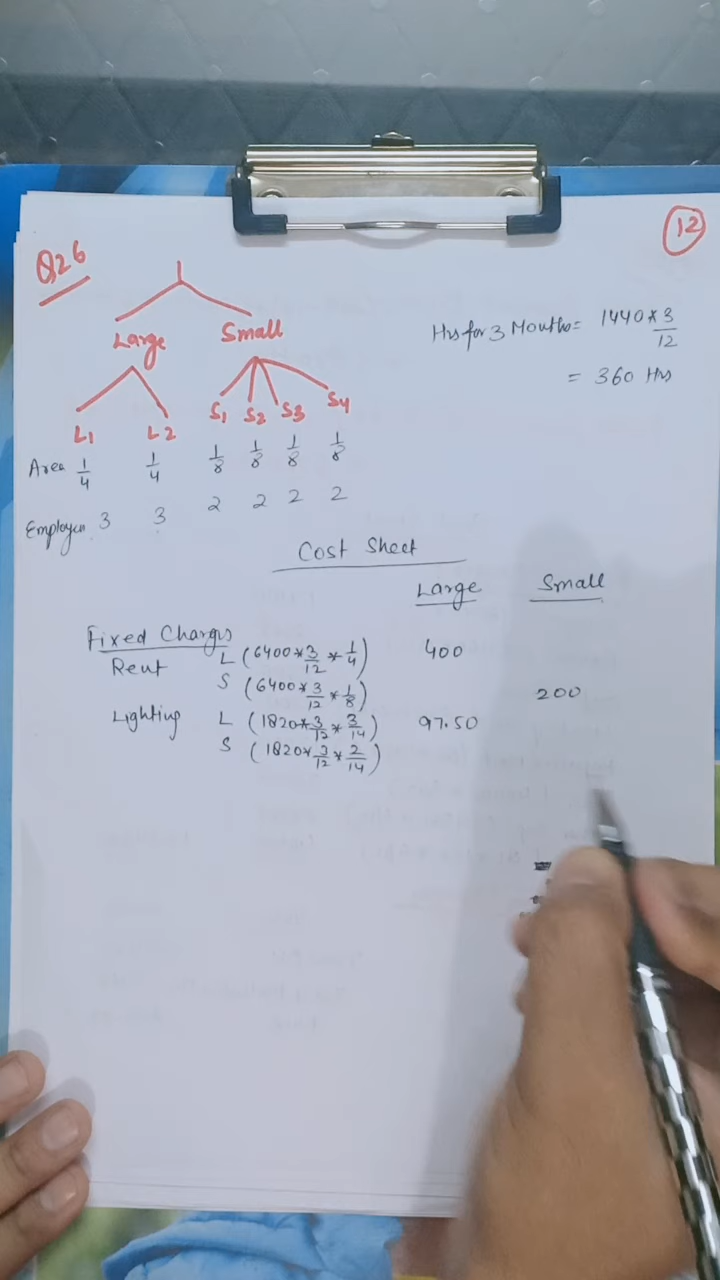 12
Q26
Large Small
Hrs for 3 Months = 1440 * 3/12
= 360 Hrs
L1 L2 S1 S2 S3 S4
Area 1/4 1/4 1/8 1/8 1/8 1/8
3 3 2 2 2 2
Cost Sheet
Large Small
Fixed Charges
Rent L (6400 * 3/12 * 1/4) 400
S (6400 * 3/12 * 1/8) 200
Lighting L (1820 * 3/12 * 3/14) 97.50
S (1820 * 3/12 * 2/14)